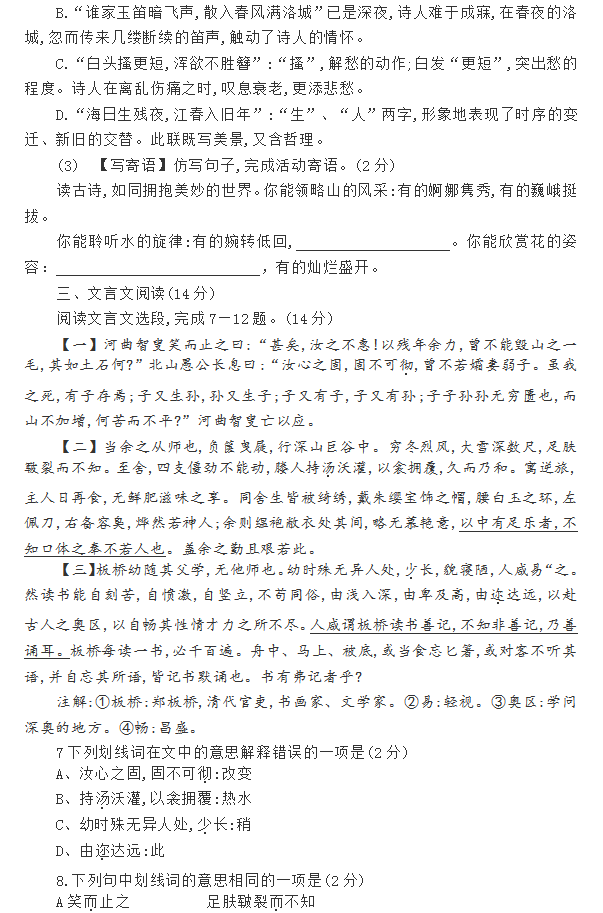 B.“谁家玉笛暗飞声,散入春风满洛城”已是深夜,诗人难于成寐,在春夜的洛
城,忽而传来几缕断续的笛声,触动了诗人的情怀。
C.“白头搔更短,浑欲不胜簪”:“搔”,解愁的动作;白发“更短”,突出愁的
程度。诗人在离乱伤痛之时,叹息衰老,更添悲愁。
D.“海日生残夜,江春入旧年”:“生”、“人”两字,形象地表现了时序的变
迁、新旧的交替。此联既写美景,又含哲理。
(3) 【写寄语】仿写句子,完成活动寄语。(2分)
读古诗,如同拥抱美妙的世界。你能领略山的风采:有的婀娜隽秀,有的巍峨挺
拔。
你能聆听水的旋律:有的婉转低回,____________________。你能欣赏花的姿
容:_______________________,有的灿烂盛开。
三、文言文阅读(14分)
阅读文言文选段,完成7—12题。(14分)
【一】河曲智叟笑而止之曰:“甚矣,汝之不惠!以残年余力,曾不能毁山之一
毛,其如土石何?”北山愚公长息曰:“汝心之固,固不可彻,曾不若孀妻弱子。虽我
之死,有子存焉;子又生孙,孙又生子;子又有子,子又有孙;子子孙孙无穷匮也,而
山不加增,何苦而不平?”河曲智叟亡以应。
【二】当余之从师也,负箧曳屣,行深山巨谷中。穷冬烈风,大雪深数尺,足肤
皲裂而不知。至舍,四支僵劲不能动,媵人持汤沃灌,以衾拥覆,久而乃和。寓逆旅,
主人日再食,无鲜肥滋味之享。同舍生皆被绮绣,戴朱缨宝饰之帽,腰白玉之环,左
佩刀,右备容臭,烨然若神人;余则缊袍敝衣处其间,略无慕艳意,以中有足乐者,不
知口体之奉不若人也。盖余之勤且艰若此。
【三】板桥幼随其父学,无他师也。幼时殊无异人处,少长,貌寝陋,人咸易“之。
然读书能自刻苦,自愤激,自竖立,不苟同俗,由浅入深,由卑及高,由迩达远,以赴
古人之奥区,以自畅其性情才力之所不尽。人咸谓板桥读书善记,不知非善记,乃善
诵耳。板桥每读一书,必千百遍。舟中、马上、被底,或当食忘匕箸,或对客不听其
语,并自忘其所语,皆记书默诵也。书有弗记者乎?
注解:①板桥:郑板桥,清代官吏,书画家、文学家。②易:轻视。③奥区:学问
深奥的地方。④畅:昌盛。
7下列划线词在文中的意思解释错误的一项是(2分)
A、汝心之固,固不可彻:改变
B、持汤沃灌,以衾拥覆:热水
C、幼时殊无异人处,少长:稍
D、由迩达远:此
8.下列句中划线词的意思相同的一项是(2分)
A笑而止之 足肤皲裂而不知